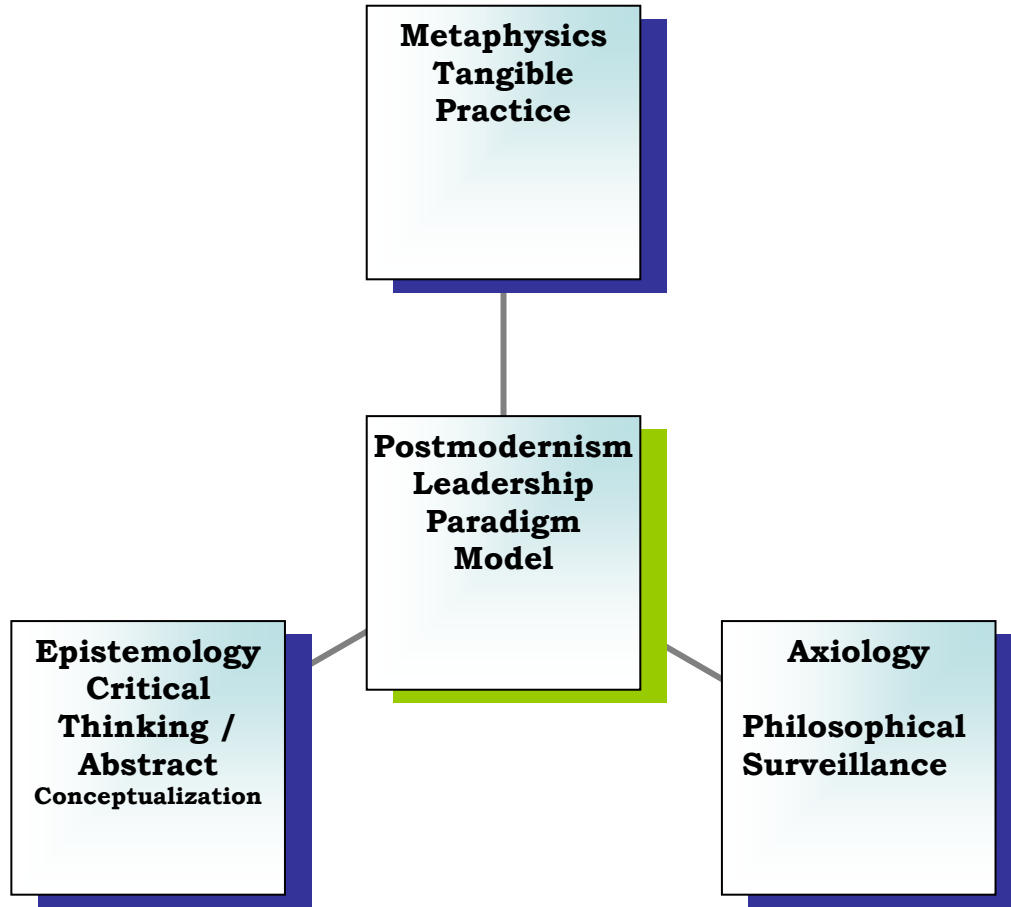 Metaphysics
Tangible
Practice
Postmodernism
Leadership
Paradigm
Model
Epistemology
Critical
Thinking /
Abstract
Conceptualization
Axiology
Philosophical
Surveillance